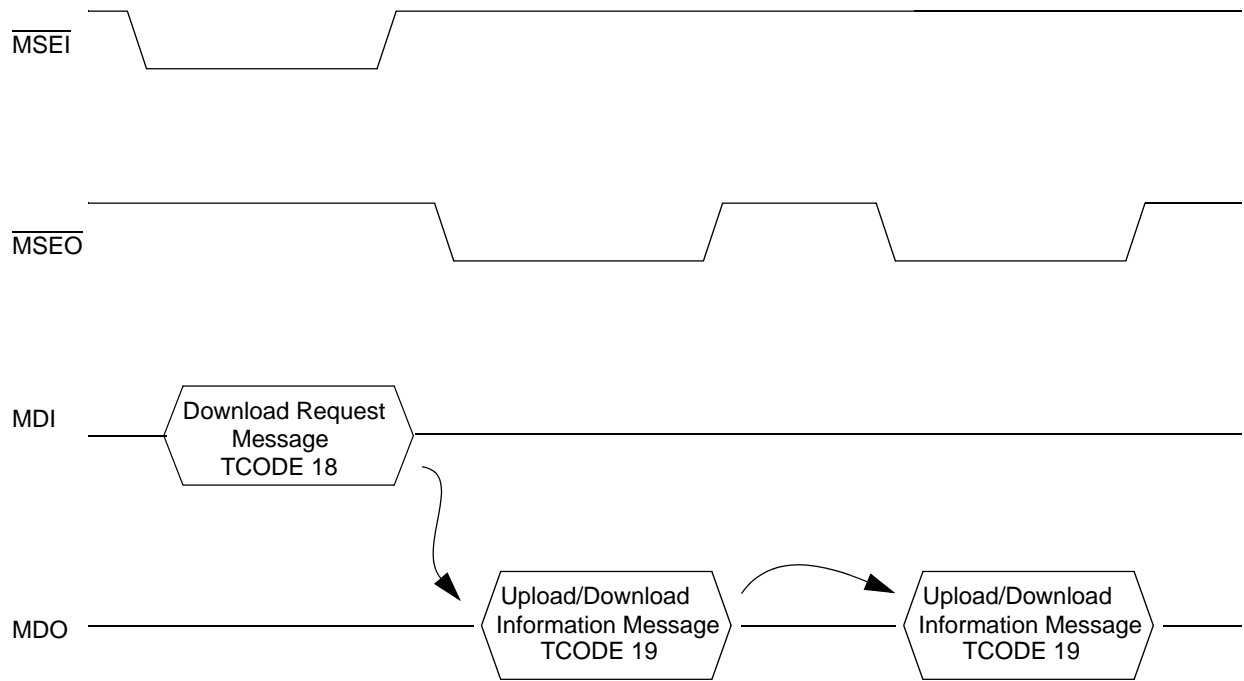 MSEI
MSEO
MDI
Download Request
Message
TCODE 18
MDO
Upload/Download
Information Message
TCODE 19
Upload/Download
Information Message
TCODE 19